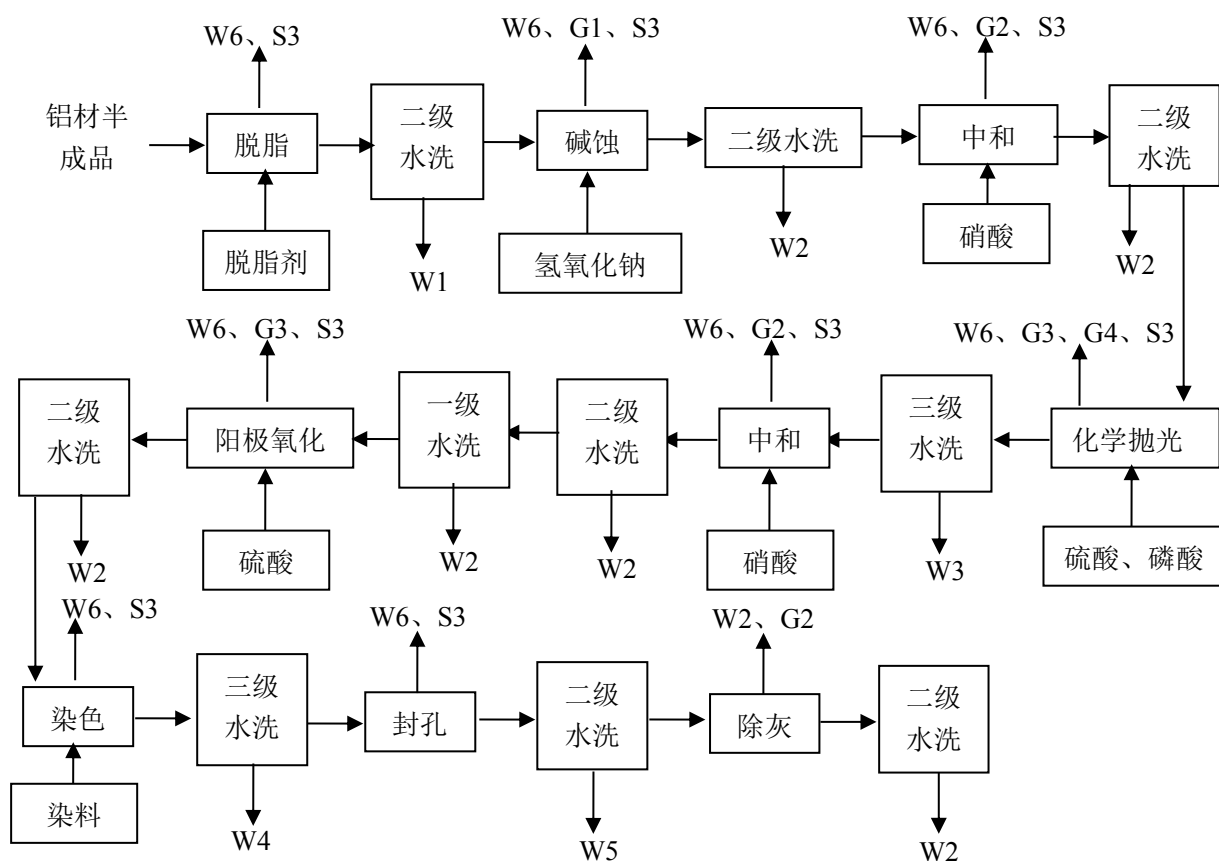 W6、S3
W6、G1、S3
W6、G2、S3
铝材半
成品
脱脂
二级
水洗
碱蚀
二级水洗
中和
二级
水洗
脱脂剂
W1
氢氧化钠
W2
硝酸
W2
W6、G3、S3
W6、G2、S3
W6、G3、G4、S3
二级
水洗
阳极氧化
一级
水洗
二级
水洗
中和
三级
水洗
化学抛光
W2
硫酸
W2
W2
硝酸
W3
硫酸、磷酸
W6、S3
W6、S3
W2、G2
染色
三级
水洗
封孔
二级
水洗
除灰
二级
水洗
染料
W4
W5
W2